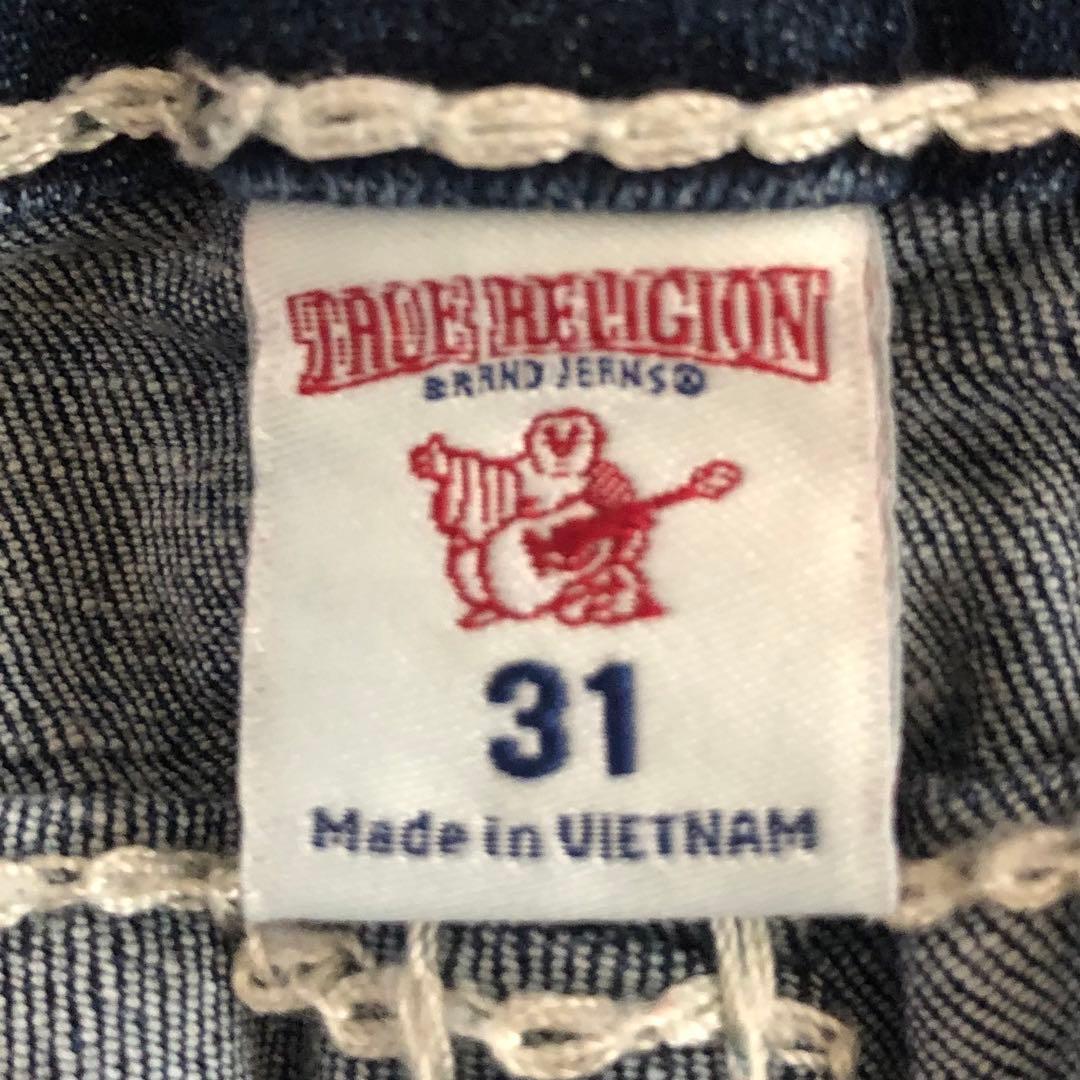 TRUE RELIGION
BRAND JEANS®
31
Made in VIETNAM